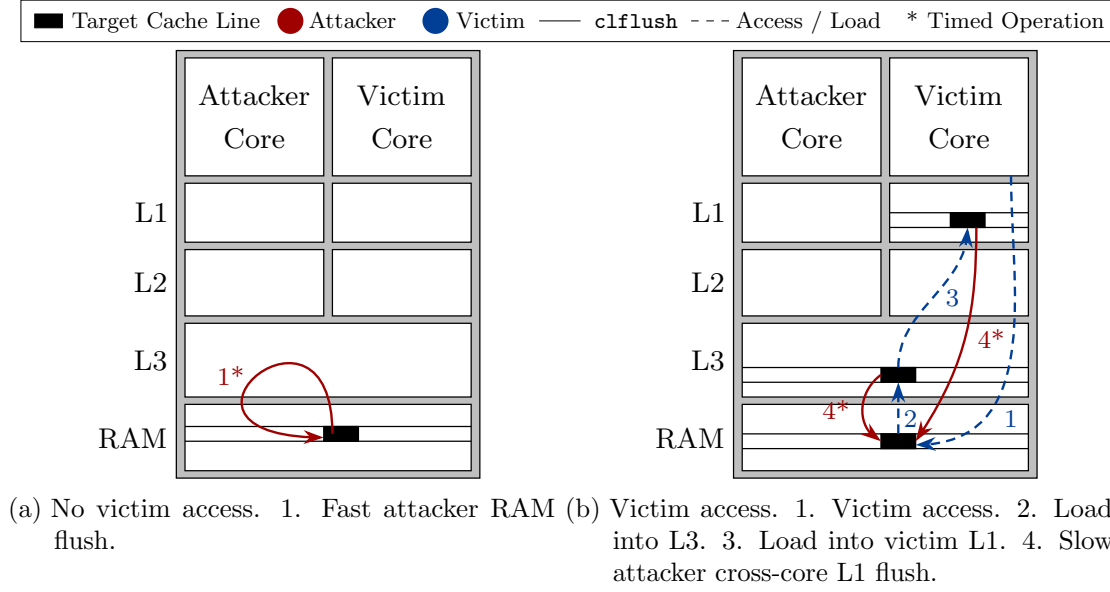 Target Cache Line Attacker Victim clflush Access / Load * Timed Operation
Attacker Core
Victim Core
L1
L2
L3
RAM
1*
Attacker Core
Victim Core
L1
L2
L3
RAM
3
4*
4*
2
1
(a) No victim access. 1. Fast attacker RAM
flush.
(b) Victim access. 1. Victim access. 2. Load
into L3. 3. Load into victim L1. 4. Slow
attacker cross-core L1 flush.